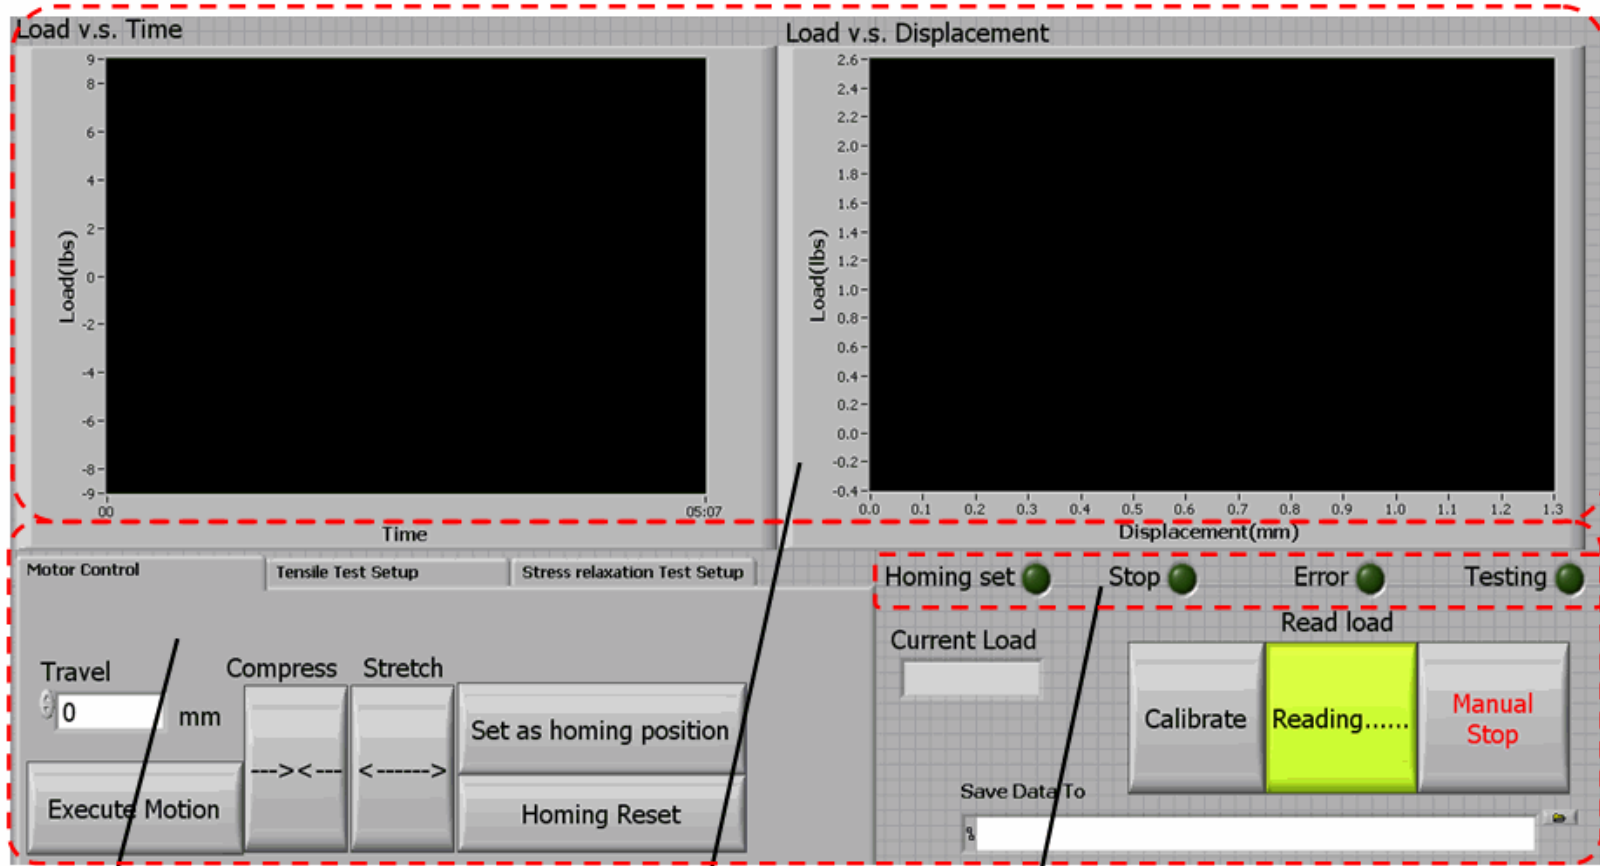 Load v.s. Time
Load(lbs)
9
8
6
4
2
0
-2
-4
-6
-8
-9
00 05:07
Time
Load v.s. Displacement
Load(lbs)
2.6
2.4
2.2
2.0
1.8
1.6
1.4
1.2
1.0
0.8
0.6
0.4
0.2
0.0
-0.2
-0.4
0.0 0.1 0.2 0.3 0.4 0.5 0.6 0.7 0.8 0.9 1.0 1.1 1.2 1.3
Displacement(mm)
Motor Control Tensile Test Setup Stress relaxation Test Setup
Travel
0 mm
Execute Motion
Compress
---><---
Stretch
<------>
Set as homing position
Homing Reset
Homing set Stop Error Testing
Current Load
Read load
Calibrate
Reading......
Manual
Stop
Save Data To